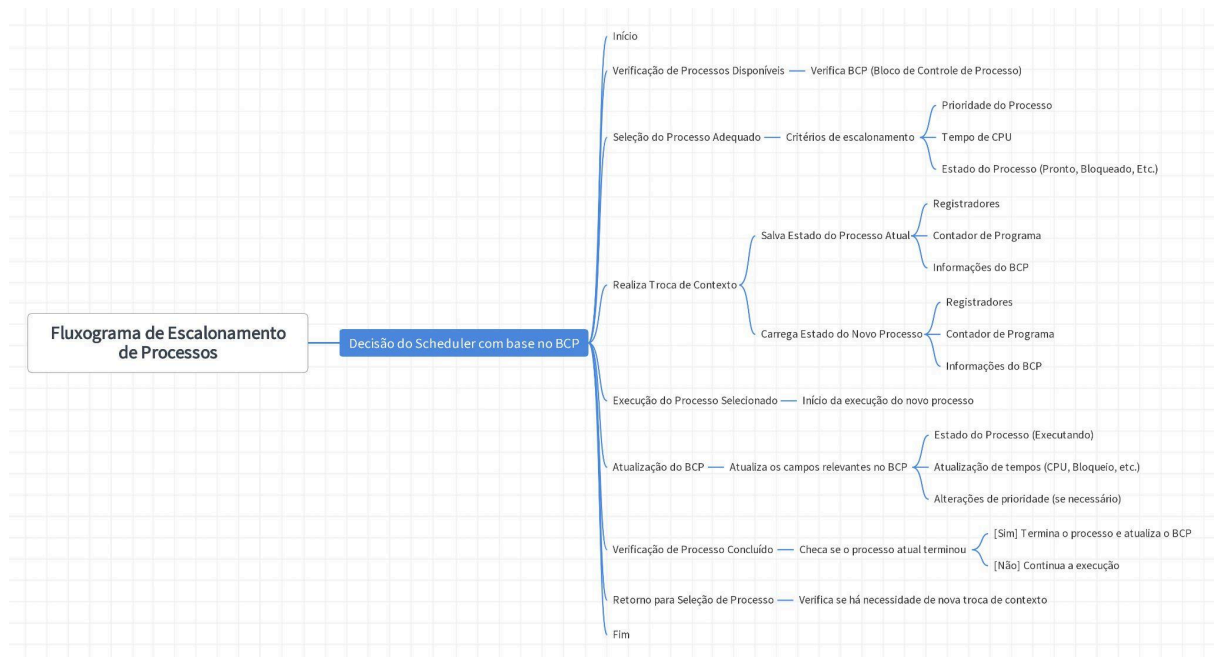 Fluxograma de Escalonamento
de Processos
Decisão do Scheduler com base no BCP
Início
Verificação de Processos Disponíveis
Verifica BCP (Bloco de Controle de Processo)
Seleção do Processo Adequado
Critérios de escalonamento
Prioridade do Processo
Tempo de CPU
Estado do Processo (Pronto, Bloqueado, Etc.)
Realiza Troca de Contexto
Salva Estado do Processo Atual
Registradores
Contador de Programa
Informações do BCP
Carrega Estado do Novo Processo
Registradores
Contador de Programa
Informações do BCP
Execução do Processo Selecionado
Início da execução do novo processo
Atualização do BCP
Atualiza os campos relevantes no BCP
Estado do Processo (Executando)
Atualização de tempos (CPU, Bloqueio, etc.)
Alterações de prioridade (se necessário)
Verificação de Processo Concluído
Checa se o processo atual terminou
[Sim] Termina o processo e atualiza o BCP
[Não] Continua a execução
Retorno para Seleção de Processo
Verifica se há necessidade de nova troca de contexto
Fim